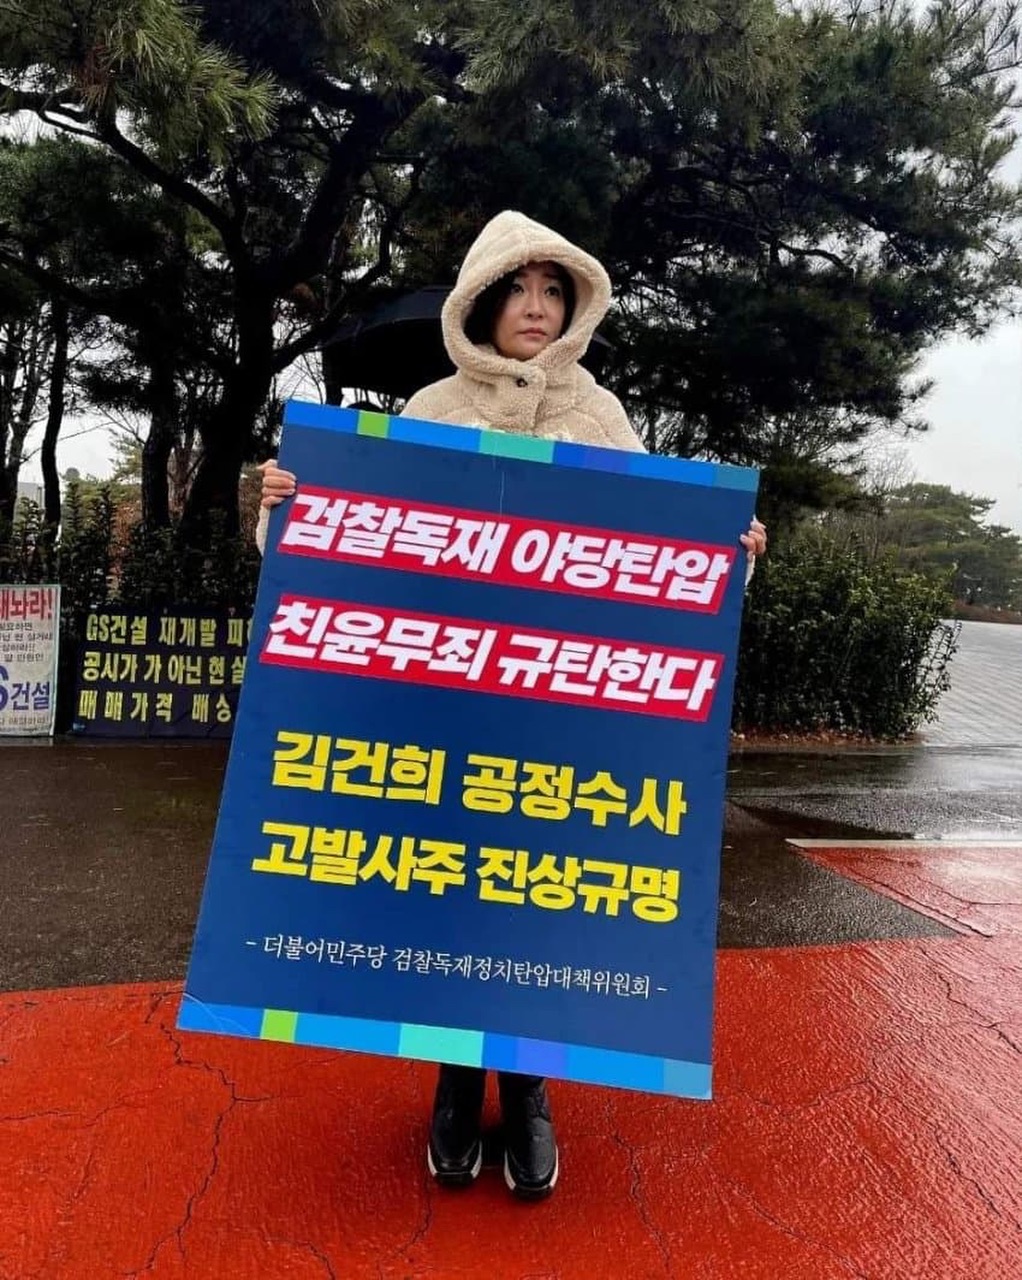 검찰독재 야당탄압
친윤무죄 규탄한다
김건희 공정수사
고발사주 진상규명
- 더불어민주당 검찰독재정치탄압대책위원회 -
GS건설 재개발
공시가 가 아닌 현
매매가격 배상
건설